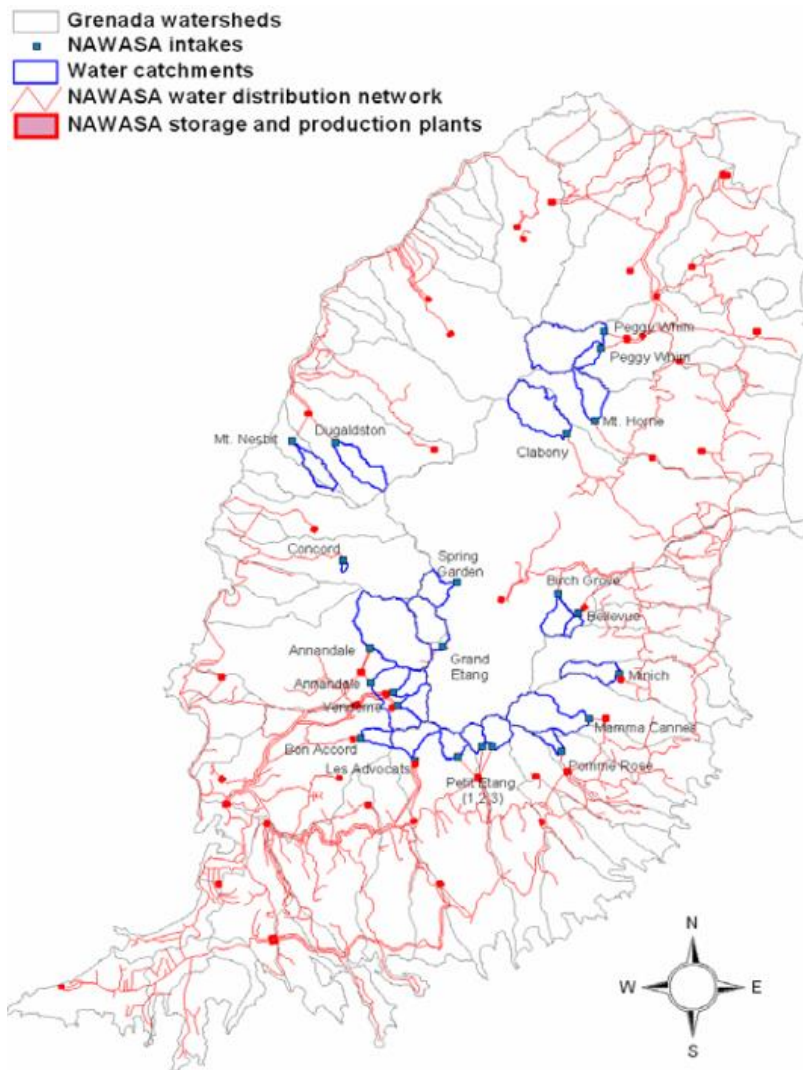 Grenada watersheds
NAWASA intakes
Water catchments
NAWASA water distribution network
NAWASA storage and production plants
Peggy Whim
Peggy Whim
Mt. Horne
Clabony
Mt. Nesbit
Dugaldston
Concord
Spring
Garden
Birch Grove
Bellevue
Annandale
Grand
Etang
Annandale
Minich
Vendome
Mamma Cannes
Bon Accord
Les Advocats
Pomme Rose
Petit Etang
(1,2,3)
N
W
E
S